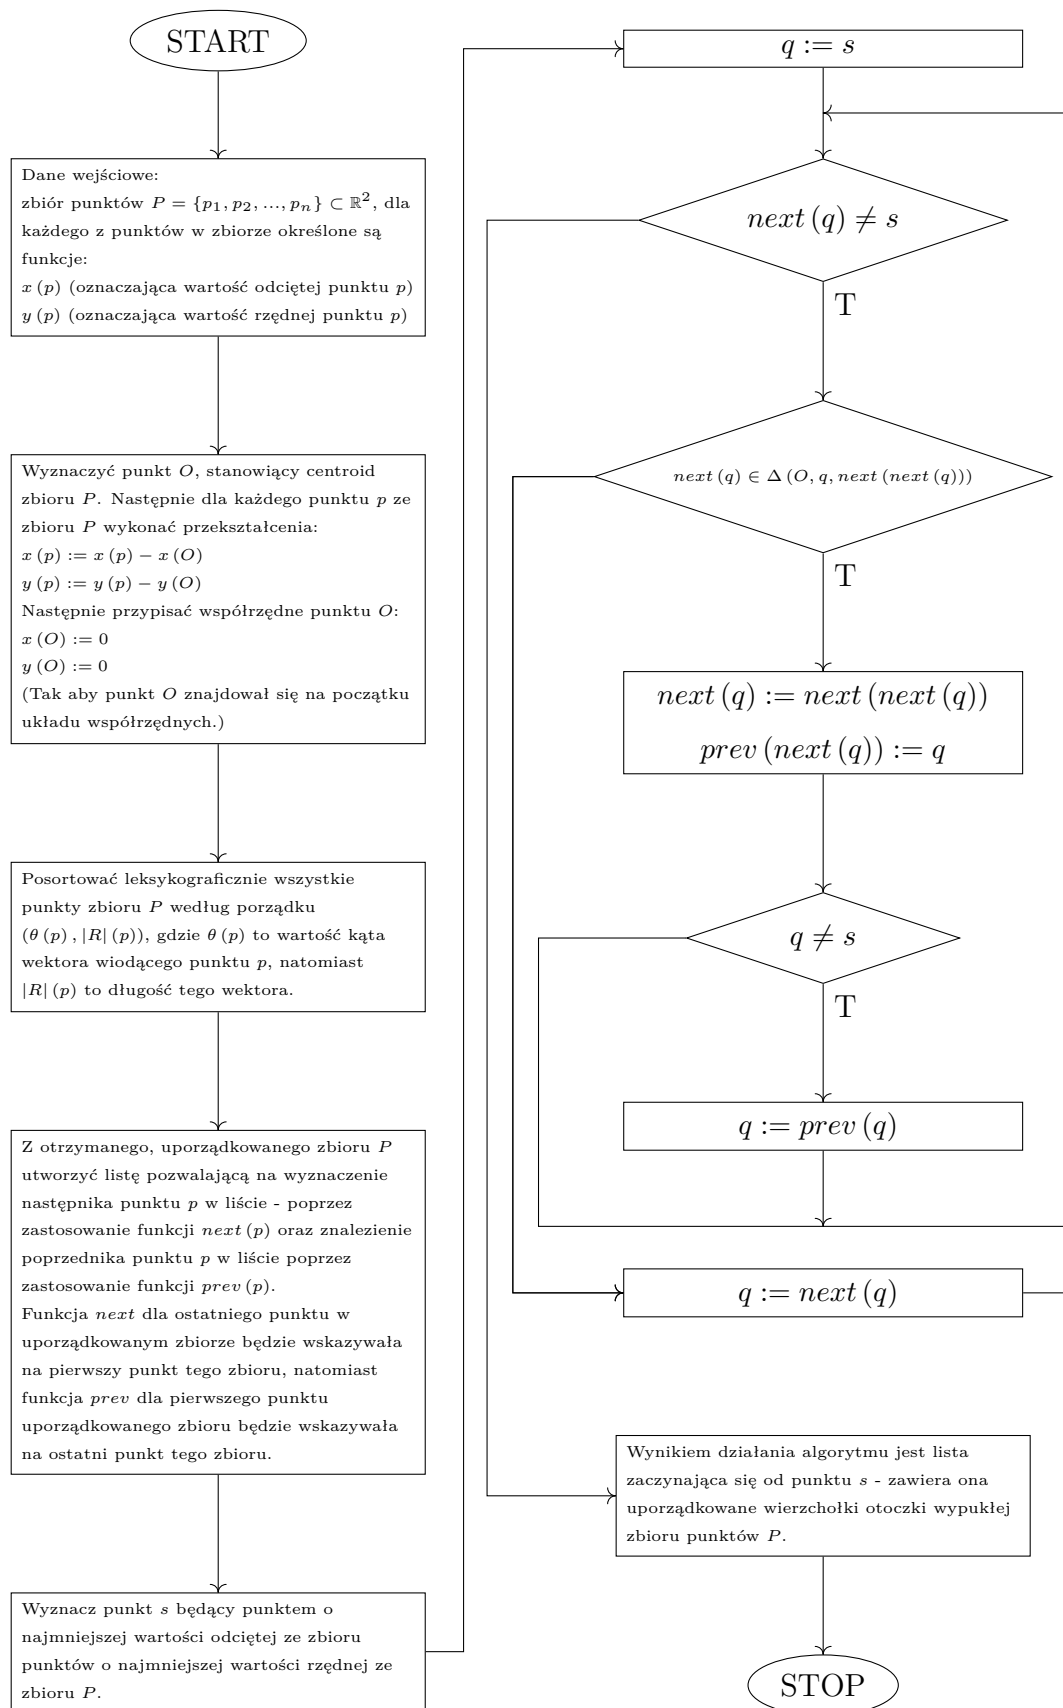 START
Dane wejściowe:
zbiór punktów P = {p₁, p₂, ..., pₙ} ⊂ ℝ², dla
każdego z punktów w zbiorze określone są
funkcje:
x (p) (oznaczająca wartość odciętej punktu p)
y (p) (oznaczająca wartość rzędnej punktu p)
Wyznaczyć punkt O, stanowiący centroid
zbioru P. Następnie dla każdego punktu p ze
zbioru P wykonać przekształcenia:
x (p) := x (p) − x (O)
y (p) := y (p) − y (O)
Następnie przypisać współrzędne punktu O:
x (O) := 0
y (O) := 0
(Tak aby punkt O znajdował się na początku
układu współrzędnych.)
Posortować leksykograficznie wszystkie
punkty zbioru P według porządku
(θ (p) , |R| (p)), gdzie θ (p) to wartość kąta
wektora wiodącego punktu p, natomiast
|R| (p) to długość tego wektora.
Z otrzymanego, uporządkowanego zbioru P
utworzyć listę pozwalającą na wyznaczenie
następnika punktu p w liście - poprzez
zastosowanie funkcji next (p) oraz znalezienie
poprzednika punktu p w liście poprzez
zastosowanie funkcji prev (p).
Funkcja next dla ostatniego punktu w
uporządkowanym zbiorze będzie wskazywała
na pierwszy punkt tego zbioru, natomiast
funkcja prev dla pierwszego punktu
uporządkowanego zbioru będzie wskazywała
na ostatni punkt tego zbioru.
Wyznacz punkt s będący punktem o
najmniejszej wartości odciętej ze zbioru
punktów o najmniejszej wartości rzędnej ze
zbioru P.
q := s
next (q) ≠ s
T
next (q) ∈ Δ (O, q, next (next (q)))
T
next (q) := next (next (q))
prev (next (q)) := q
q ≠ s
T
q := prev (q)
q := next (q)
Wynikiem działania algorytmu jest lista
zaczynająca się od punktu s - zawiera ona
uporządkowane wierzchołki otoczki wypukłej
zbioru punktów P.
STOP